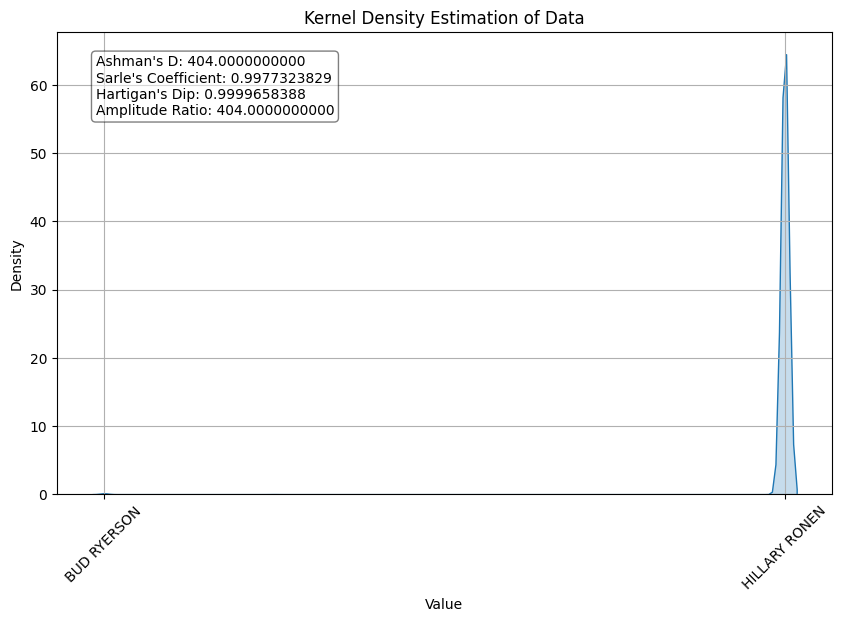 Kernel Density Estimation of Data
Ashman's D: 404.0000000000
Sarle's Coefficient: 0.9977323829
Hartigan's Dip: 0.9999658388
Amplitude Ratio: 404.0000000000
60
50
40
30
20
10
0
Density
BUD RYERSON
HILLARY RONEN
Value